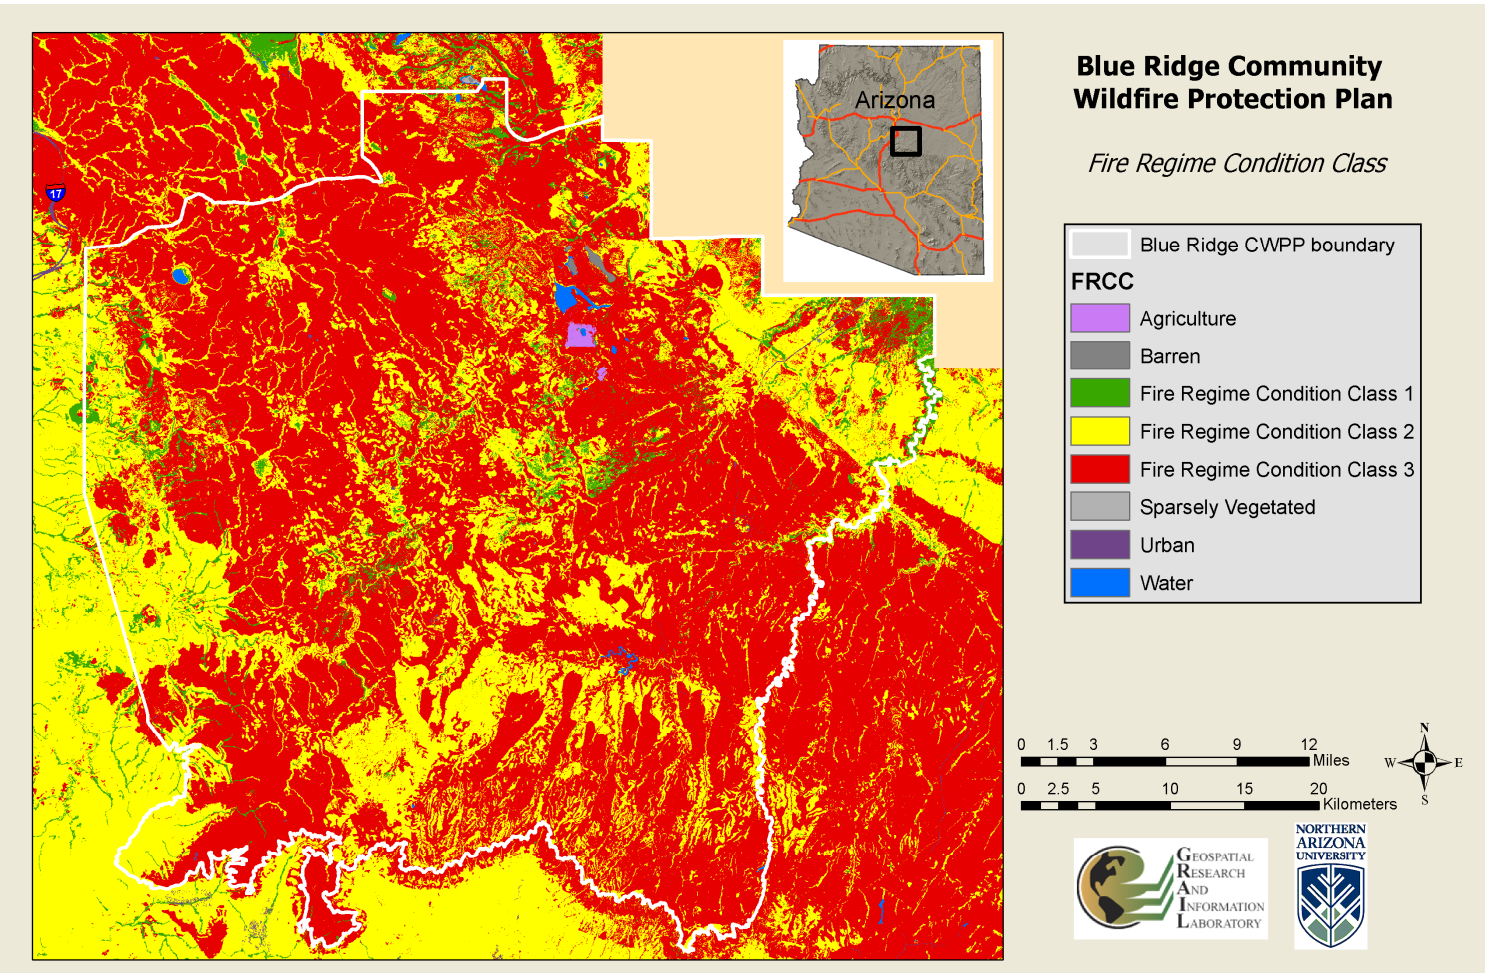 Blue Ridge Community
Wildfire Protection Plan
Fire Regime Condition Class
Arizona
17
Blue Ridge CWPP boundary
FRCC
Agriculture
Barren
Fire Regime Condition Class 1
Fire Regime Condition Class 2
Fire Regime Condition Class 3
Sparsely Vegetated
Urban
Water
0 1.5 3 6 9 12
Miles
0 2.5 5 10 15 20
Kilometers
N
W E
S
GEOSPATIAL
RESEARCH
AND
INFORMATION
LABORATORY
NORTHERN
ARIZONA
UNIVERSITY